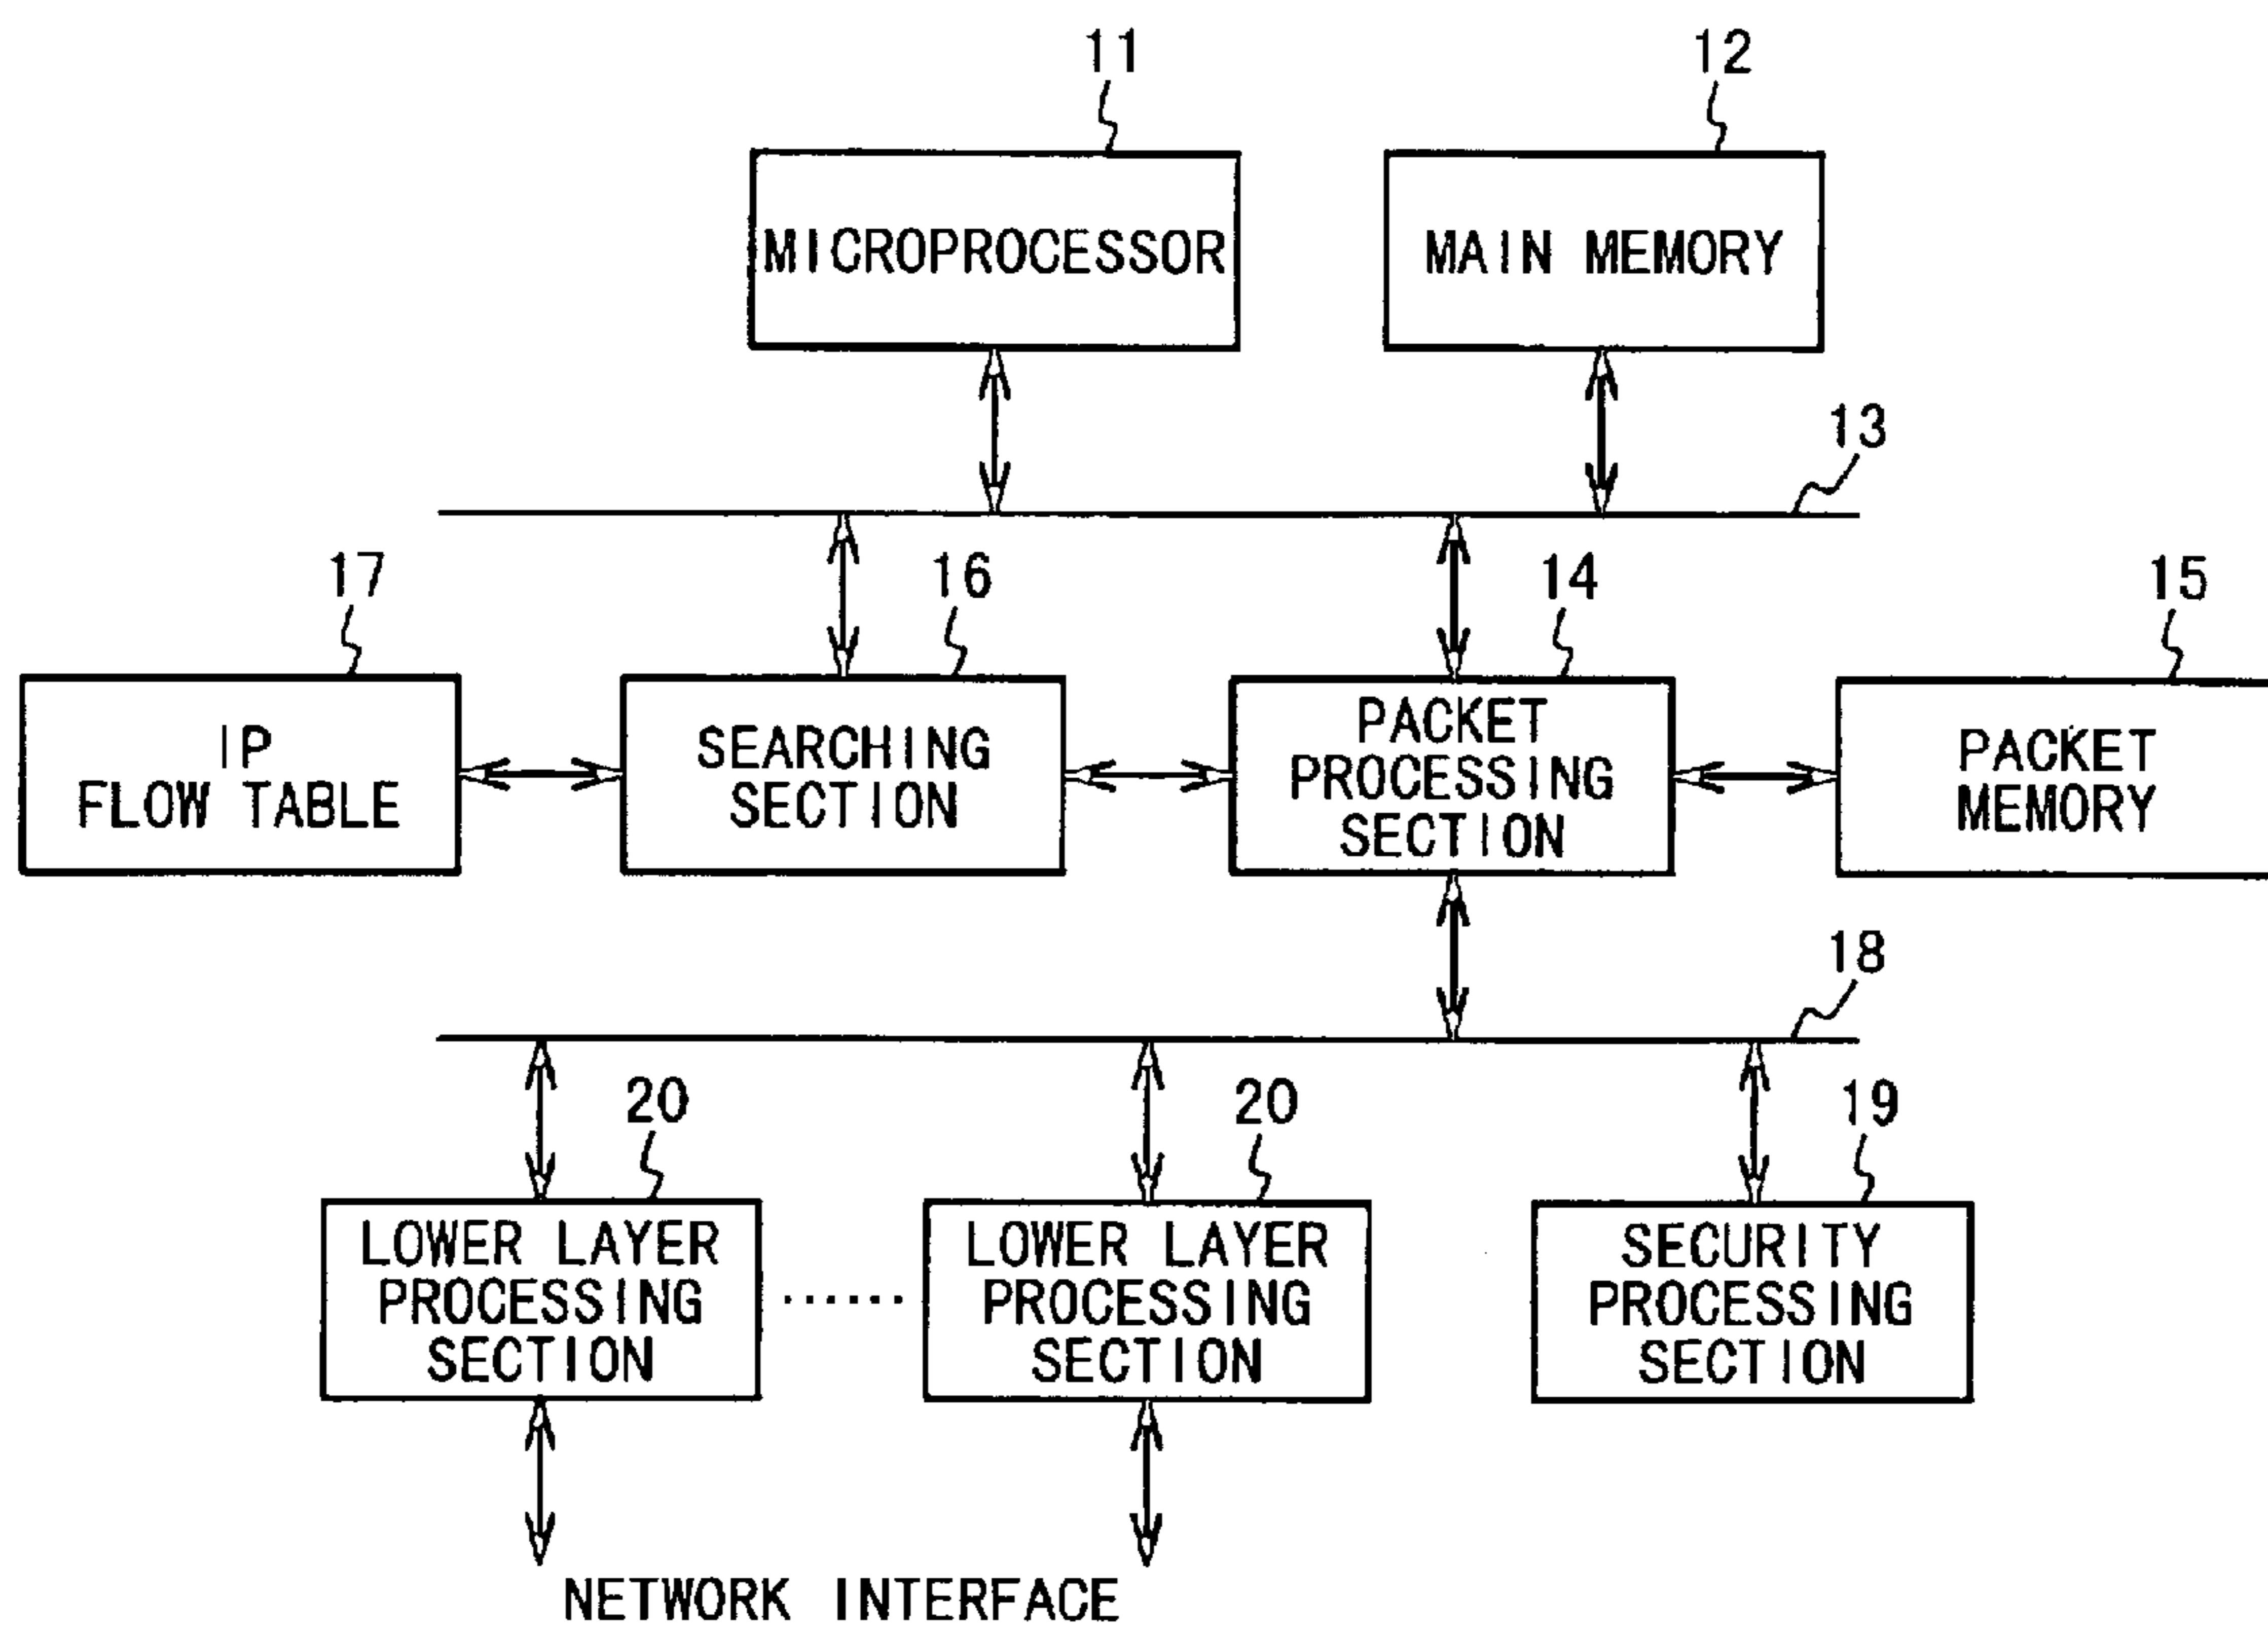 11
12
MICROPROCESSOR
MAIN MEMORY
13
17
16
14
15
IP
FLOW TABLE
SEARCHING
SECTION
PACKET
PROCESSING
SECTION
PACKET
MEMORY
18
20
20
19
LOWER LAYER
PROCESSING
SECTION
......
LOWER LAYER
PROCESSING
SECTION
SECURITY
PROCESSING
SECTION
NETWORK INTERFACE